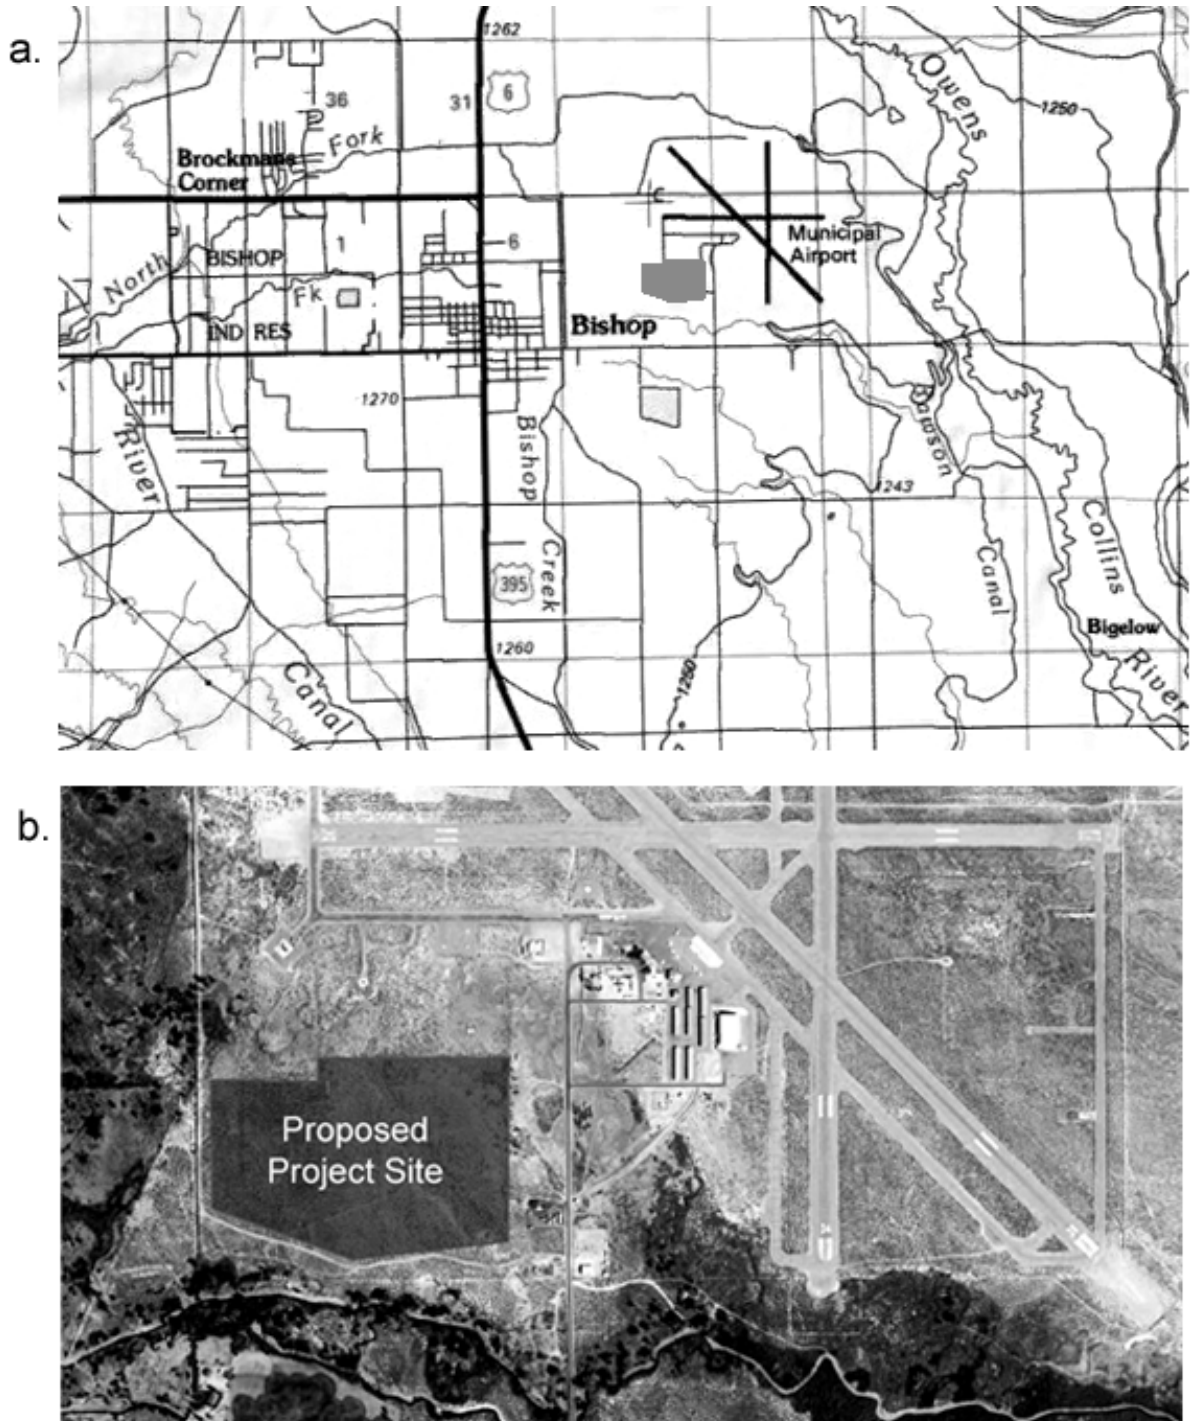 a.
1262
6
36
31
Fork
Owens
1250
Brockmans
Corner
C
1
6
Municipal
Airport
BISHOP
North
Fk
IND RES
Bishop
1270
River
Bishop
Creek
Dawson
Canal
1243
Collins
395
Bigelow
River
1260
1250
Canal
b.
Proposed
Project Site